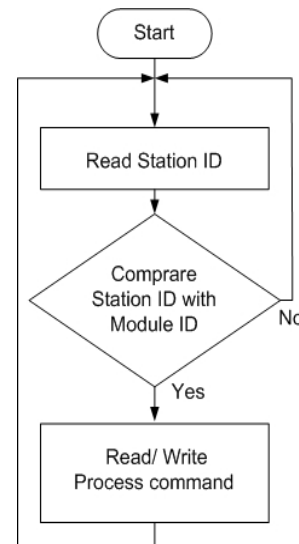 Start
Read Station ID
Comprare
Station ID with
Module ID
No
Yes
Read/ Write
Process command